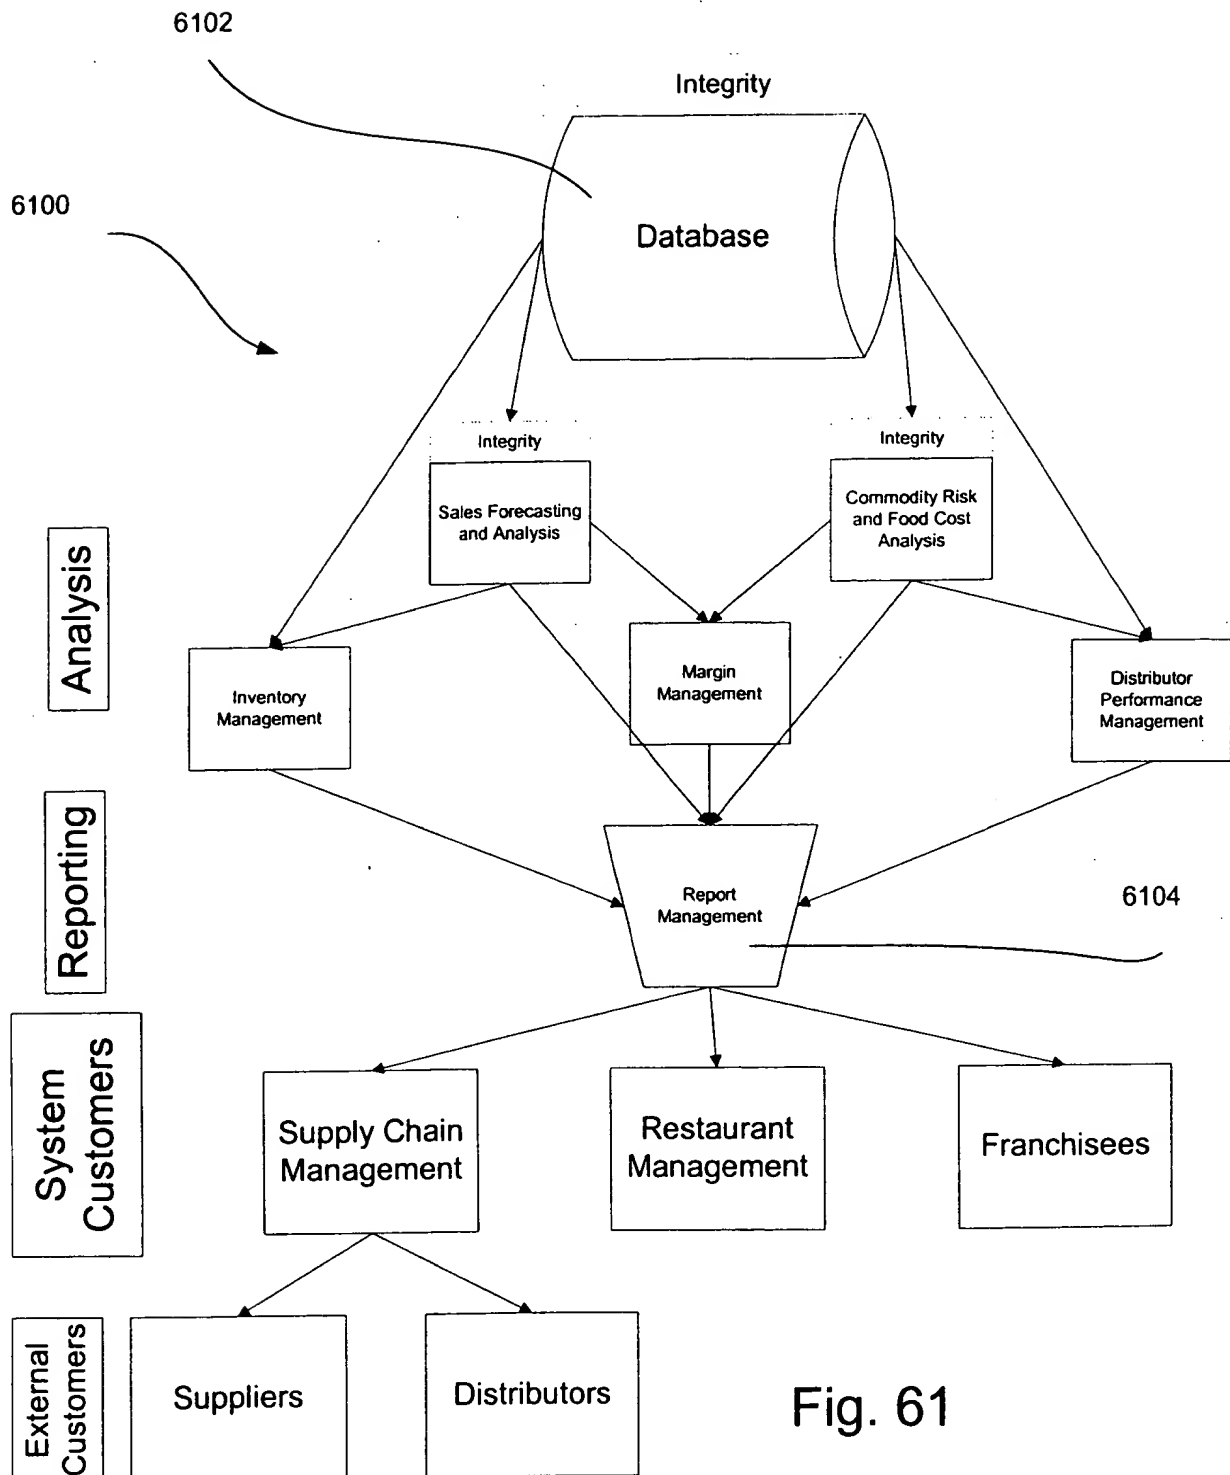 6102
Integrity
6100
Database
Integrity
Integrity
Sales Forecasting
and Analysis
Commodity Risk
and Food Cost
Analysis
Analysis
Inventory
Management
Margin
Management
Distributor
Performance
Management
Reporting
Report
Management
6104
System
Customers
Supply Chain
Management
Restaurant
Management
Franchisees
External
Customers
Suppliers
Distributors
Fig. 61